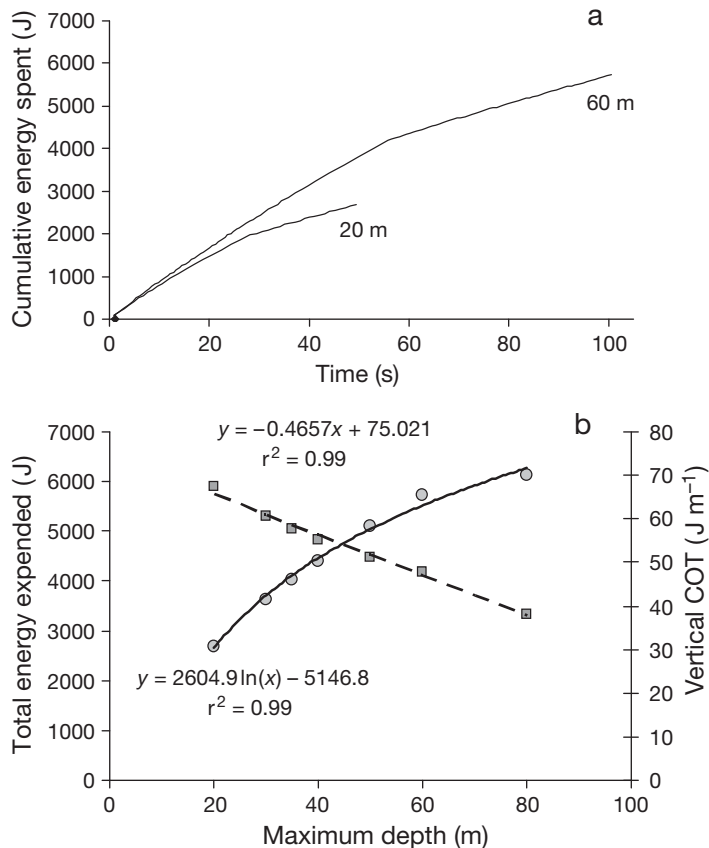 a
Cumulative energy spent (J)
7000
6000
5000
4000
3000
2000
1000
0
60 m
20 m
0 20 40 60 80 100
Time (s)
b
Total energy expended (J)
7000
6000
5000
4000
3000
2000
1000
0
y = −0.4657x + 75.021
r² = 0.99
y = 2604.9 ln(x) – 5146.8
r² = 0.99
80
70
60
50
40
30
20
10
0
Vertical COT (J m⁻¹)
0 20 40 60 80 100
Maximum depth (m)